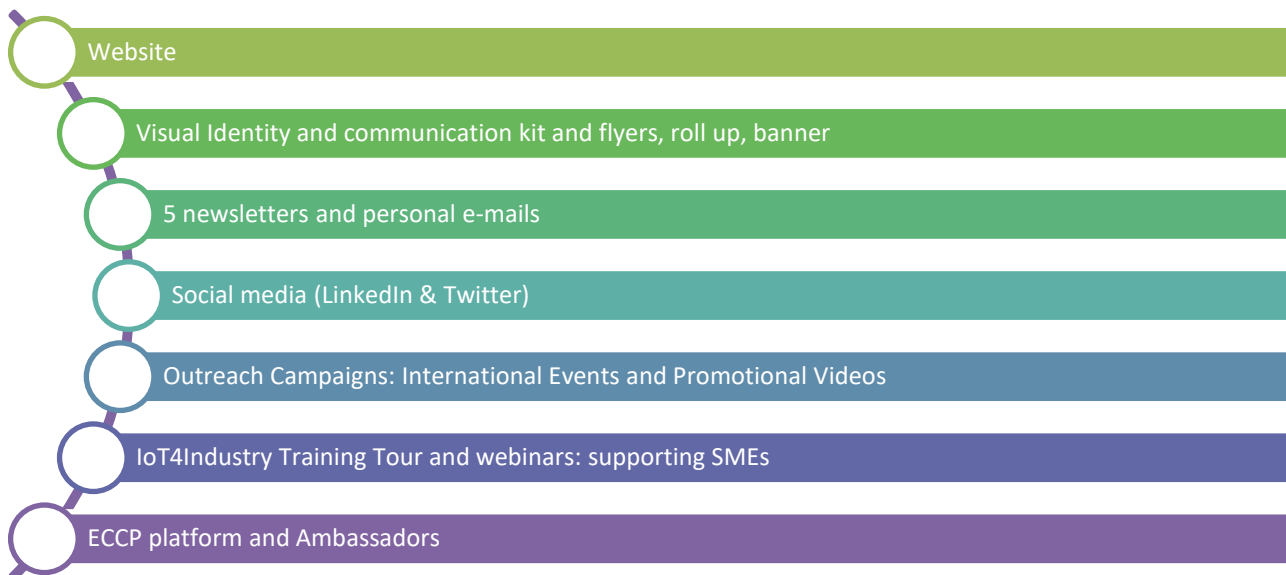 Website
Visual Identity and communication kit and flyers, roll up, banner
5 newsletters and personal e-mails
Social media (LinkedIn & Twitter)
Outreach Campaigns: International Events and Promotional Videos
IoT4Industry Training Tour and webinars: supporting SMEs
ECCP platform and Ambassadors